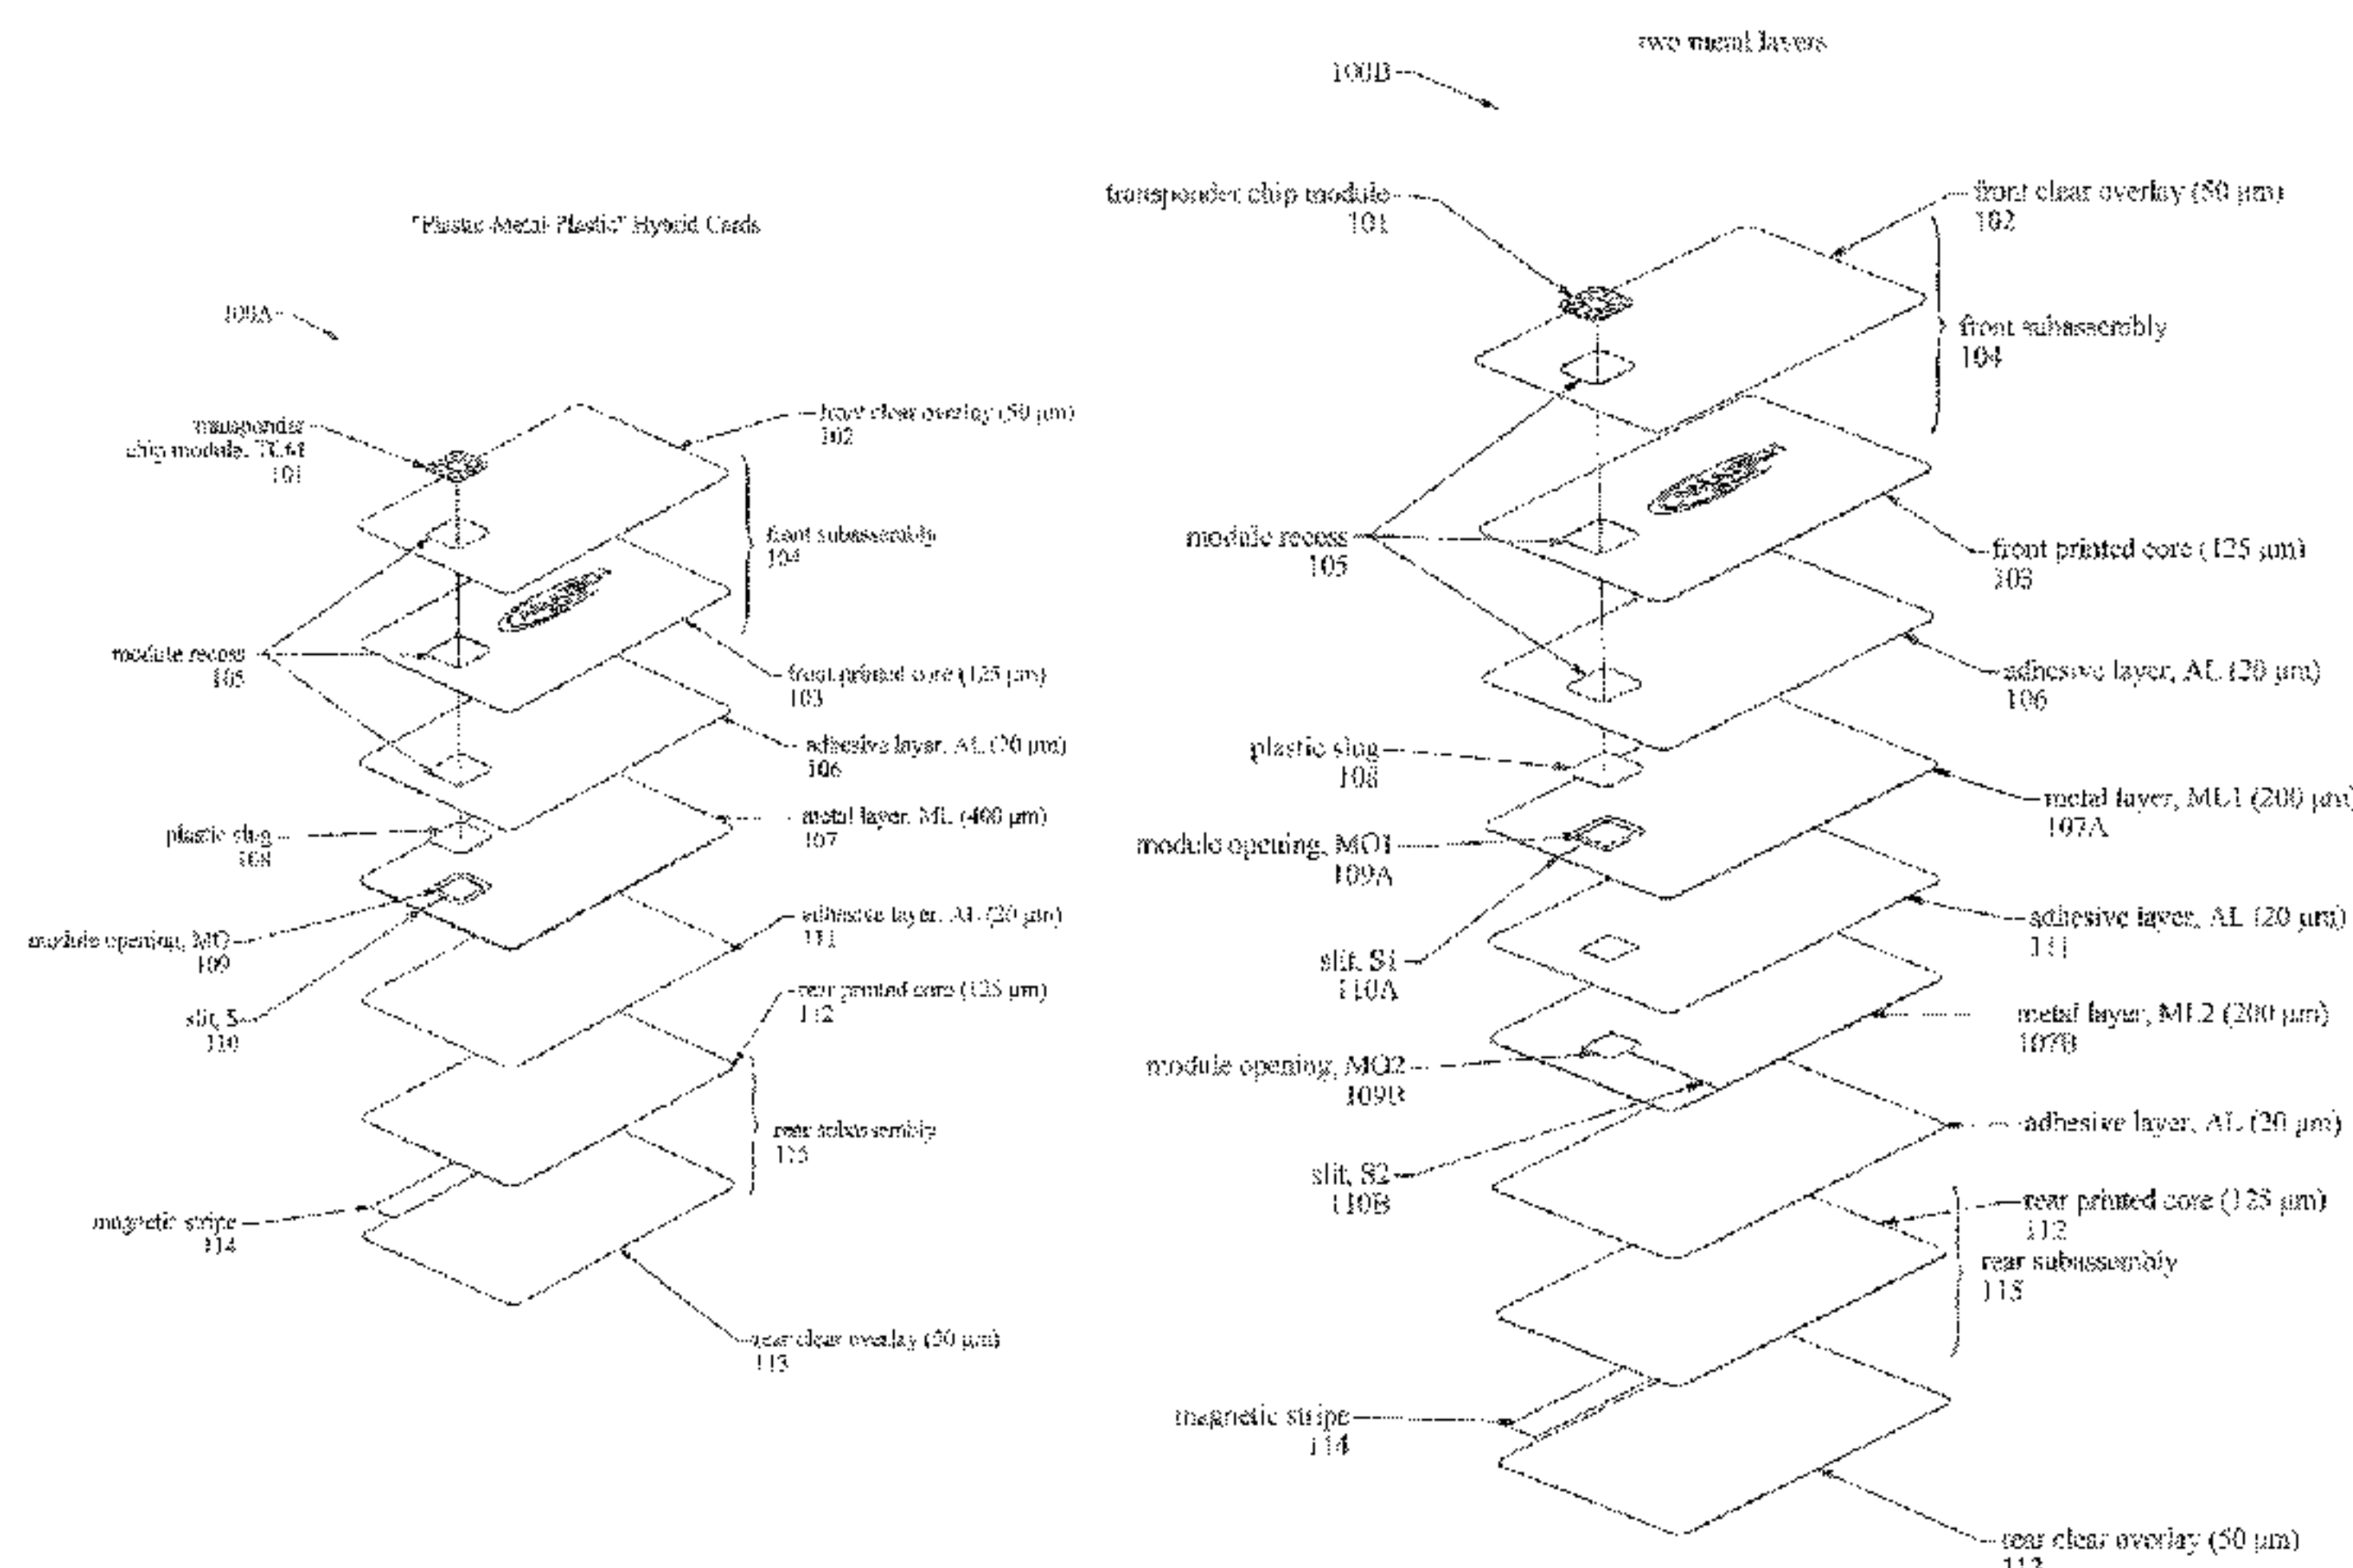 "Plastic-Metal-Plastic" Hybrid Cards
100A
transponder
chip module, TCM
101
front clear overlay (50 µm)
102
front subassembly
104
module recess
105
front printed core (125 µm)
103
adhesive layer, AL (20 µm)
106
metal layer, ML (400 µm)
107
plastic slug
108
module opening, MO
109
adhesive layer, AL (20 µm)
111
rear printed core (125 µm)
112
slit, S
110
rear subassembly
115
magnetic stripe
114
rear clear overlay (50 µm)
113
two metal layers
100B
transponder chip module
101
front clear overlay (50 µm)
102
front subassembly
104
module recess
105
front printed core (125 µm)
103
adhesive layer, AL (20 µm)
106
plastic slug
108
metal layer, ML1 (200 µm)
107A
module opening, MO1
109A
adhesive layer, AL (20 µm)
111
slit, S1
110A
metal layer, ML2 (200 µm)
107B
module opening, MO2
109B
adhesive layer, AL (20 µm)
slit, S2
110B
rear printed core (125 µm)
112
rear subassembly
115
magnetic stripe
114
rear clear overlay (50 µm)
113